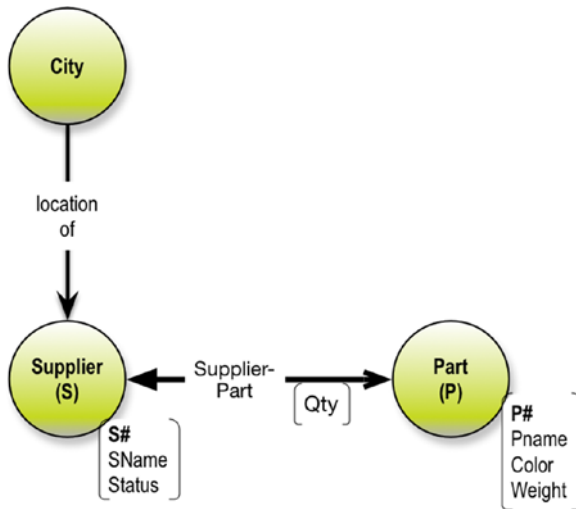 City
location
of
Supplier
(S)
Supplier-
Part
Qty
Part
(P)
S#
SName
Status
P#
Pname
Color
Weight